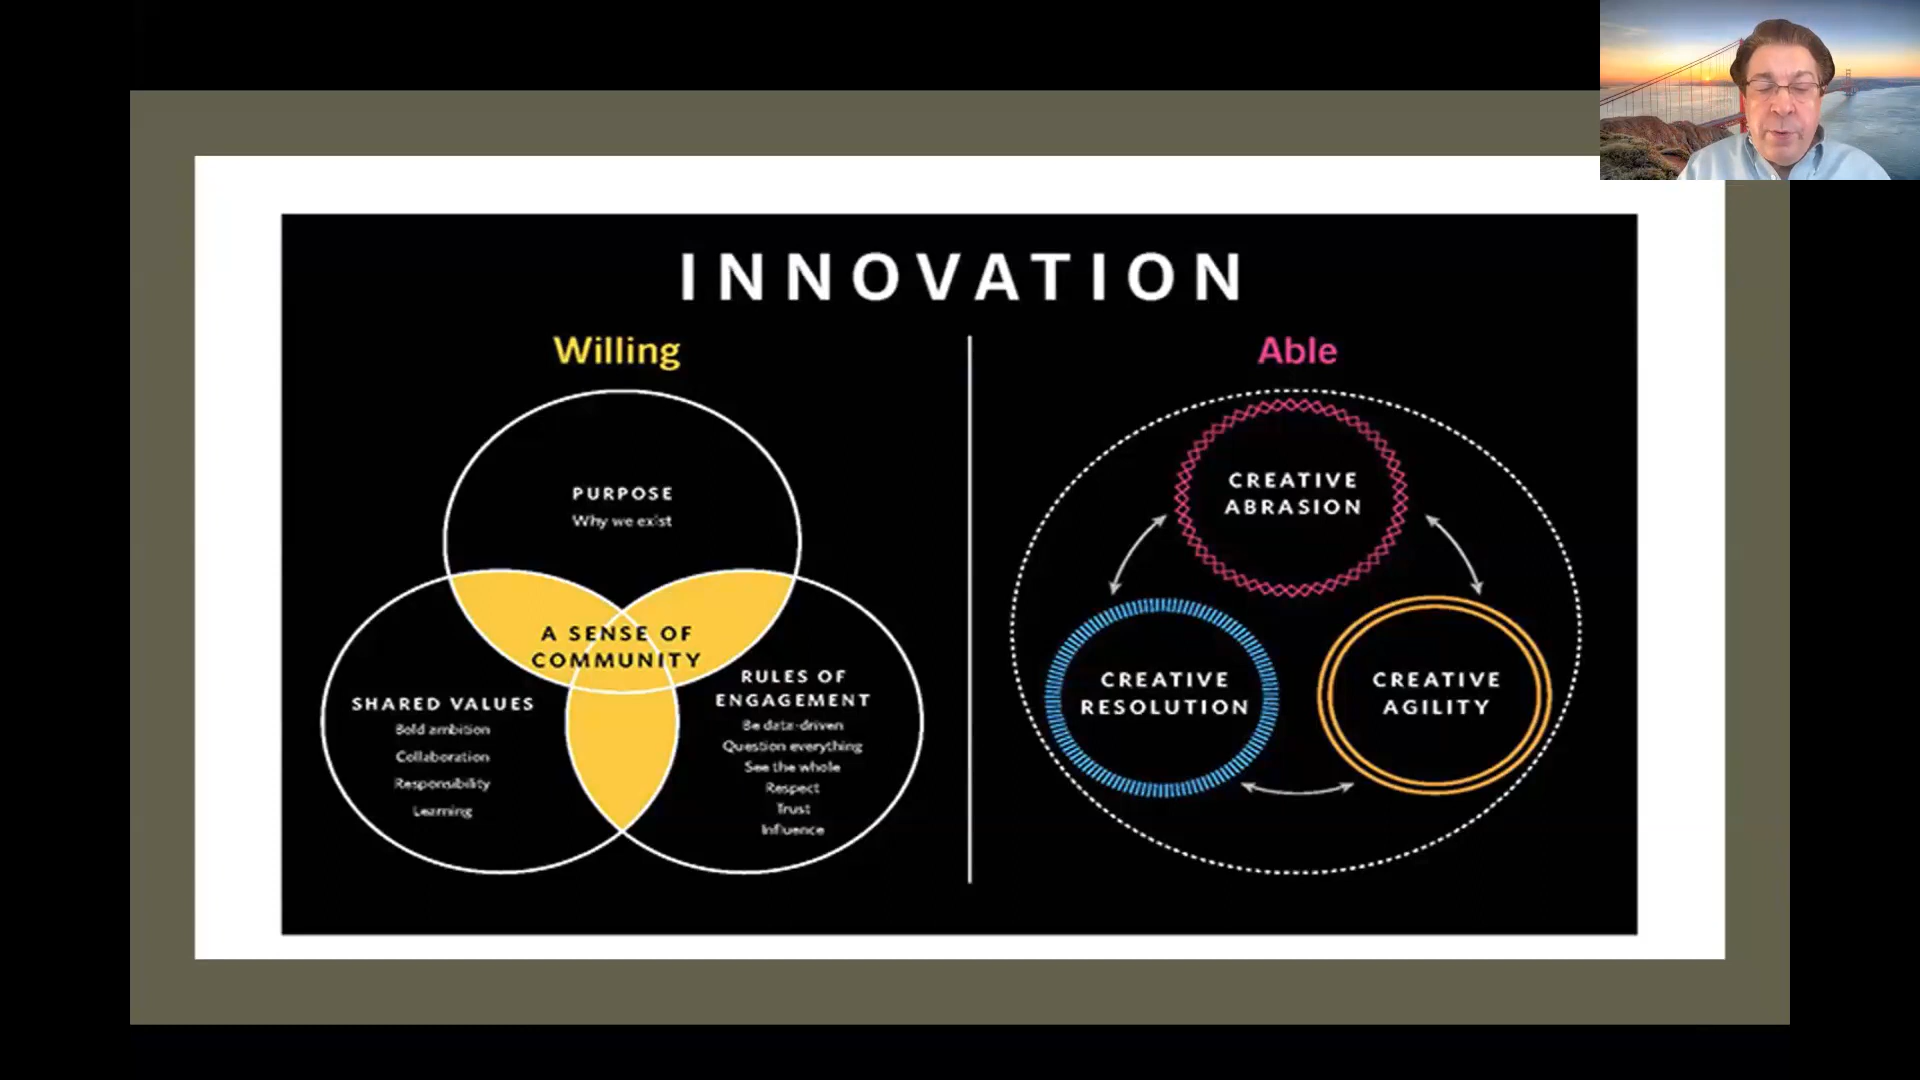 INNOVATION
Willing
PURPOSE
Why we exist
A SENSE OF
COMMUNITY
SHARED VALUES
Bold ambition
Collaboration
Responsibility
Learning
RULES OF
ENGAGEMENT
Be data-driven
Question everything
See the whole
Respect
Trust
Influence
Able
CREATIVE
ABRASION
CREATIVE
RESOLUTION
CREATIVE
AGILITY